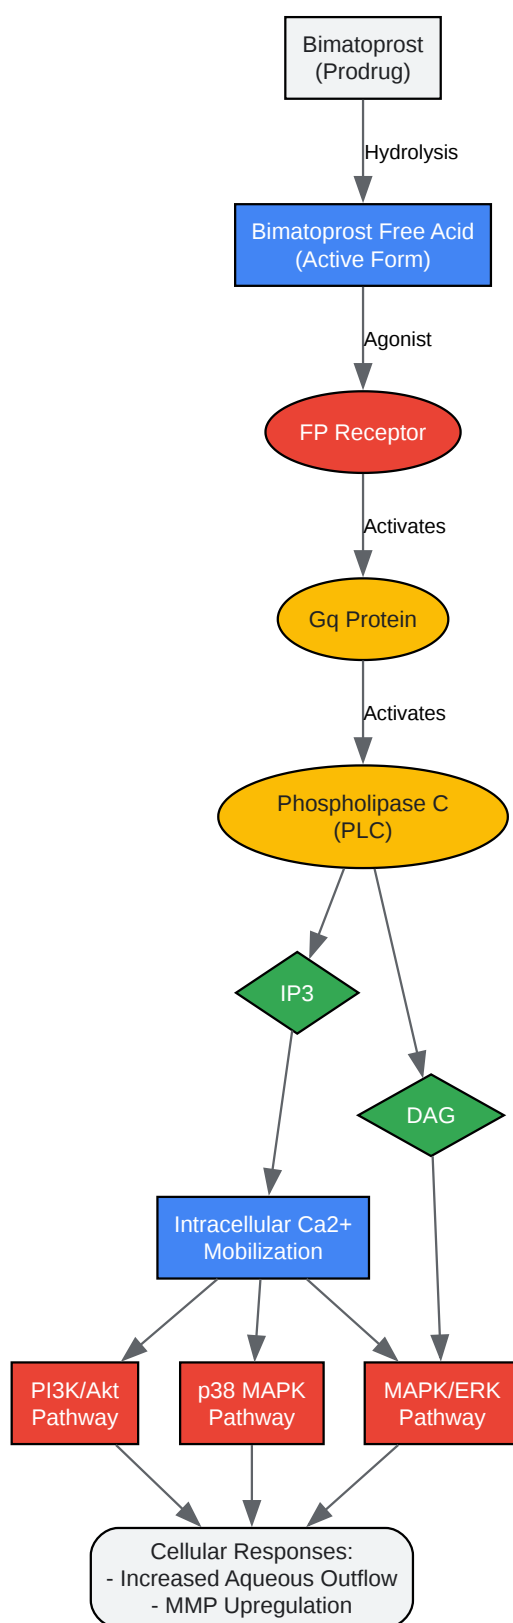 Bimatoprost
(Prodrug)
Hydrolysis
Bimatoprost Free Acid
(Active Form)
Agonist
FP Receptor
Activates
Gq Protein
Activates
Phospholipase C
(PLC)
IP3
DAG
Intracellular Ca2+
Mobilization
PI3K/Akt
Pathway
p38 MAPK
Pathway
MAPK/ERK
Pathway
Cellular Responses:
- Increased Aqueous Outflow
- MMP Upregulation